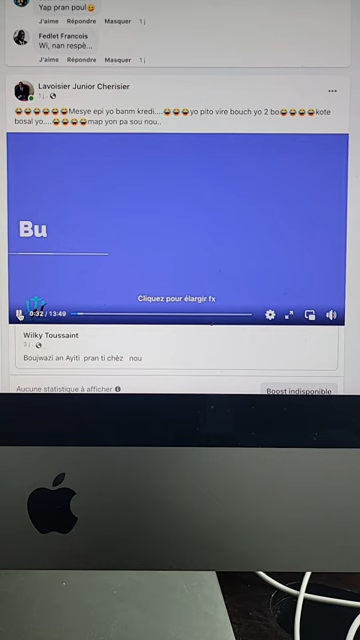 Yap pran poul😊
J'aime Répondre Masquer 1 j
Fedlet Francois
Wi, nan respè...
J'aime Répondre Masquer 1 j
Lavoisier Junior Cherisier
1 j ·
😂😂😂😂😂😂Mesye epi yo banm kredi....😂😂😂yo pito vire bouch yo 2 bo😂😂😂😂kote
bosal yo....😂😂😂😂map yon pa sou nou..
Bu
Cliquez pour élargir fx
0:32 / 13:49
Wilky Toussaint
3 j ·
Boujwazi an Ayiti pran ti chèz nou
Aucune statistique à afficher
Boost indisponible